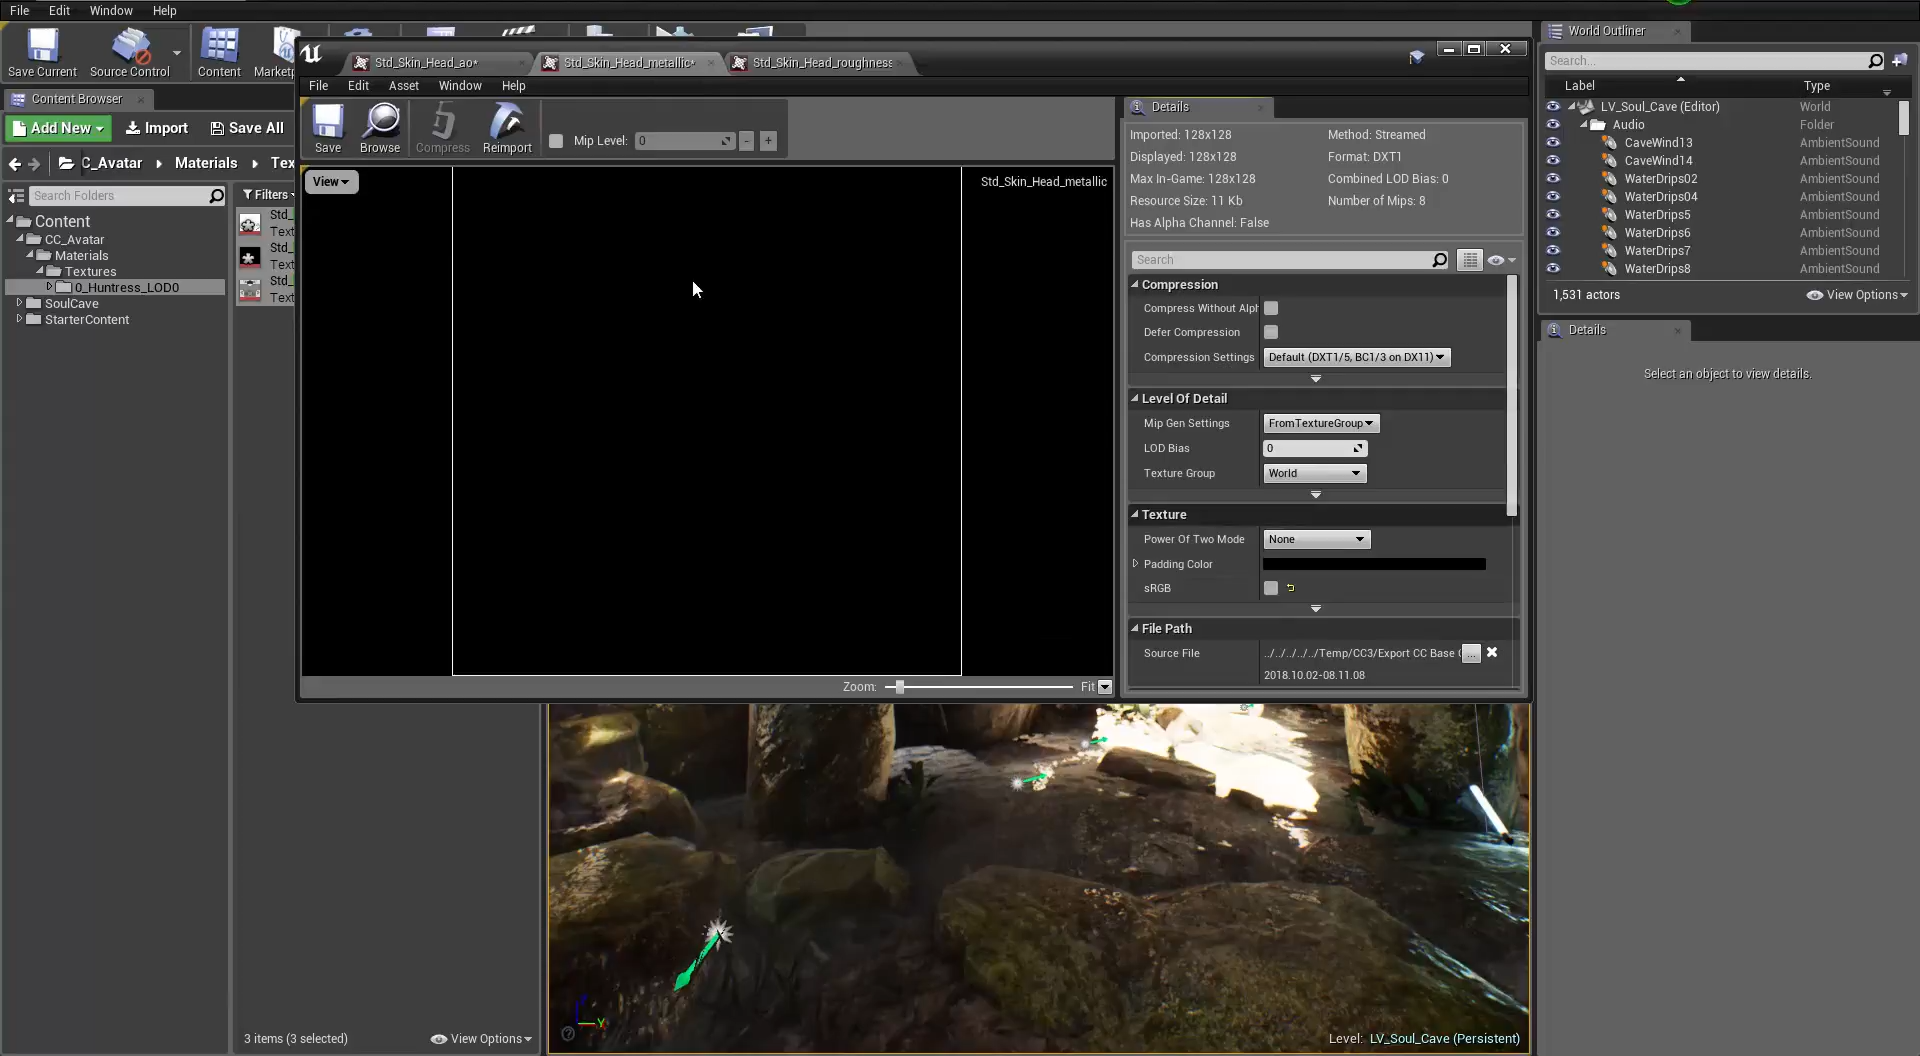 File Edit Window Help
Save Current Source Control Content Marketp
Content Browser
Add New Import Save All
C_Avatar Materials Tex
Search Folders
Filters
Content
CC_Avatar
Materials
Textures
0_Huntress_LOD0
SoulCave
StarterContent
Std_
Text
Std_
Text
Std_
Text
3 items (3 selected) View Options
Std_Skin_Head_ao* Std_Skin_Head_metallic* Std_Skin_Head_roughness
File Edit Asset Window Help
Save Browse Compress Reimport Mip Level: 0 - +
View
Std_Skin_Head_metallic
Zoom: Fit
Details
Imported: 128x128 Method: Streamed
Displayed: 128x128 Format: DXT1
Max In-Game: 128x128 Combined LOD Bias: 0
Resource Size: 11 Kb Number of Mips: 8
Has Alpha Channel: False
Search
Compression
Compress Without Alph
Defer Compression
Compression Settings Default (DXT1/5, BC1/3 on DX11)
Level Of Detail
Mip Gen Settings FromTextureGroup
LOD Bias 0
Texture Group World
Texture
Power Of Two Mode None
Padding Color
sRGB
File Path
Source File ../../../../../Temp/CC3/Export CC Base ...
2018.10.02-08.11.08
Y
Level: LV_Soul_Cave (Persistent)
World Outliner
Search...
Label Type
LV_Soul_Cave (Editor) World
Audio Folder
CaveWind13 AmbientSound
CaveWind14 AmbientSound
WaterDrips02 AmbientSound
WaterDrips04 AmbientSound
WaterDrips5 AmbientSound
WaterDrips6 AmbientSound
WaterDrips7 AmbientSound
WaterDrips8 AmbientSound
1,531 actors View Options
Details
Select an object to view details.